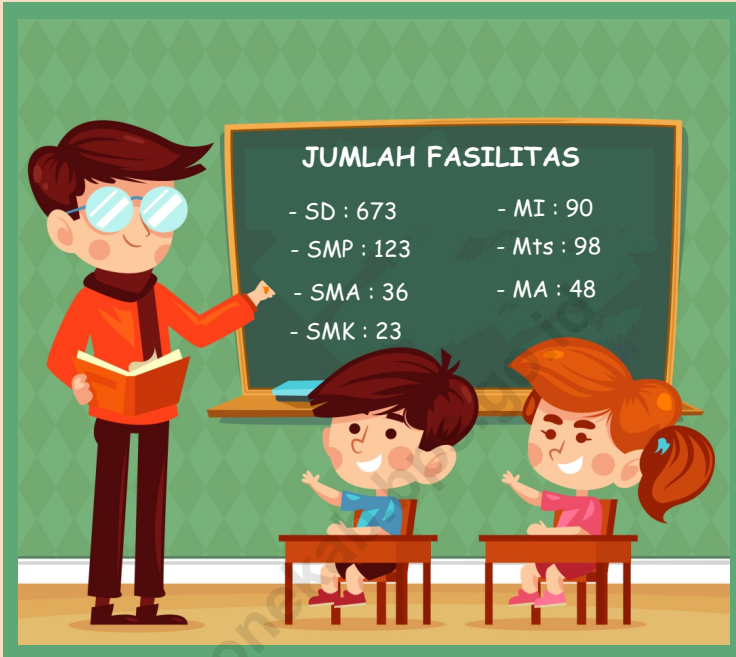 JUMLAH FASILITAS
- SD : 673
- SMP : 123
- SMA : 36
- SMK : 23
- MI : 90
- Mts : 98
- MA : 48